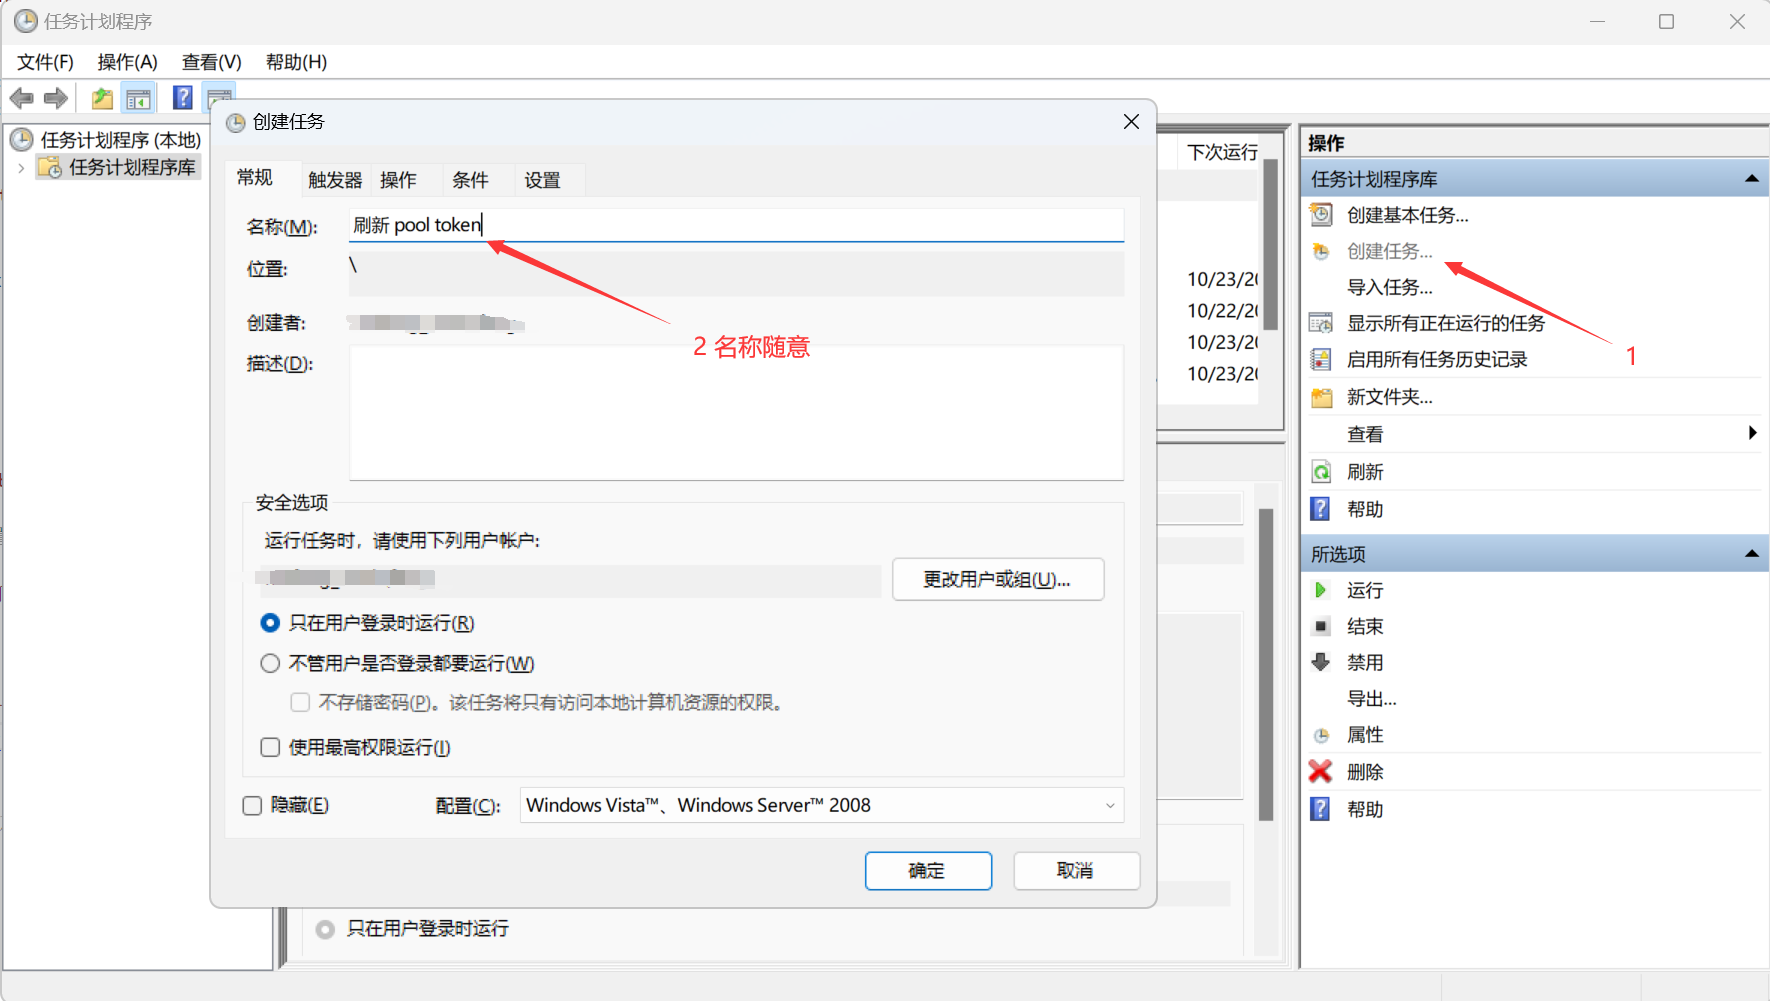 任务计划程序
文件(F) 操作(A) 查看(V) 帮助(H)
任务计划程序 (本地)
任务计划程序库
创建任务
常规 触发器 操作 条件 设置
名称(M): 刷新 pool token
位置: \
创建者:
2 名称随意
描述(D):
安全选项
运行任务时，请使用下列用户帐户:
更改用户或组(U)...
只在用户登录时运行(R)
不管用户是否登录都要运行(W)
不存储密码(P)。该任务将只有访问本地计算机资源的权限。
使用最高权限运行(I)
隐藏(E) 配置(C): Windows Vista™、Windows Server™ 2008
确定 取消
只在用户登录时运行
下次运行
10/23/20
10/22/20
10/23/20
10/23/20
操作
任务计划程序库
创建基本任务...
创建任务...
导入任务...
1
显示所有正在运行的任务
启用所有任务历史记录
新文件夹...
查看
刷新
帮助
所选项
运行
结束
禁用
导出...
属性
删除
帮助